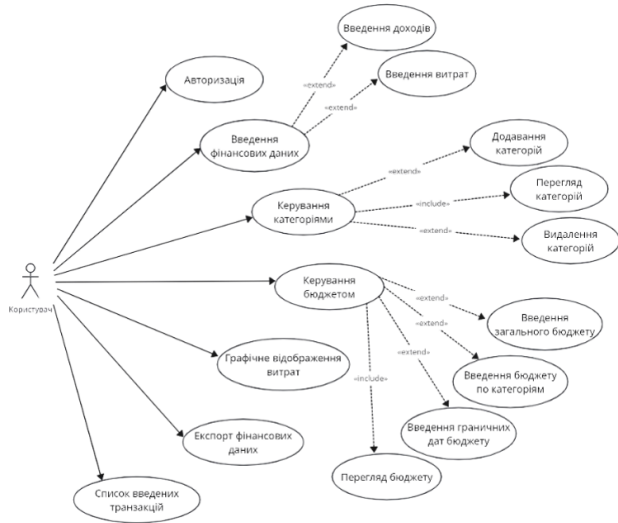 Введення доходів
Авторизація
Введення витрат
«extend»
«extend»
Введення
фінансових даних
Додавання
категорій
«extend»
Перегляд
категорій
Керування
категоріями
«include»
«extend»
Видалення
категорій
Користувач
Керування
бюджетом
«extend»
Введення
загального бюджету
«extend»
Графічне відображення
витрат
«extend»
Введення бюджету
по категоріям
«include»
Введення граничних
дат бюджету
Експорт фінансових
даних
Перегляд бюджету
Список введених
транзакцій